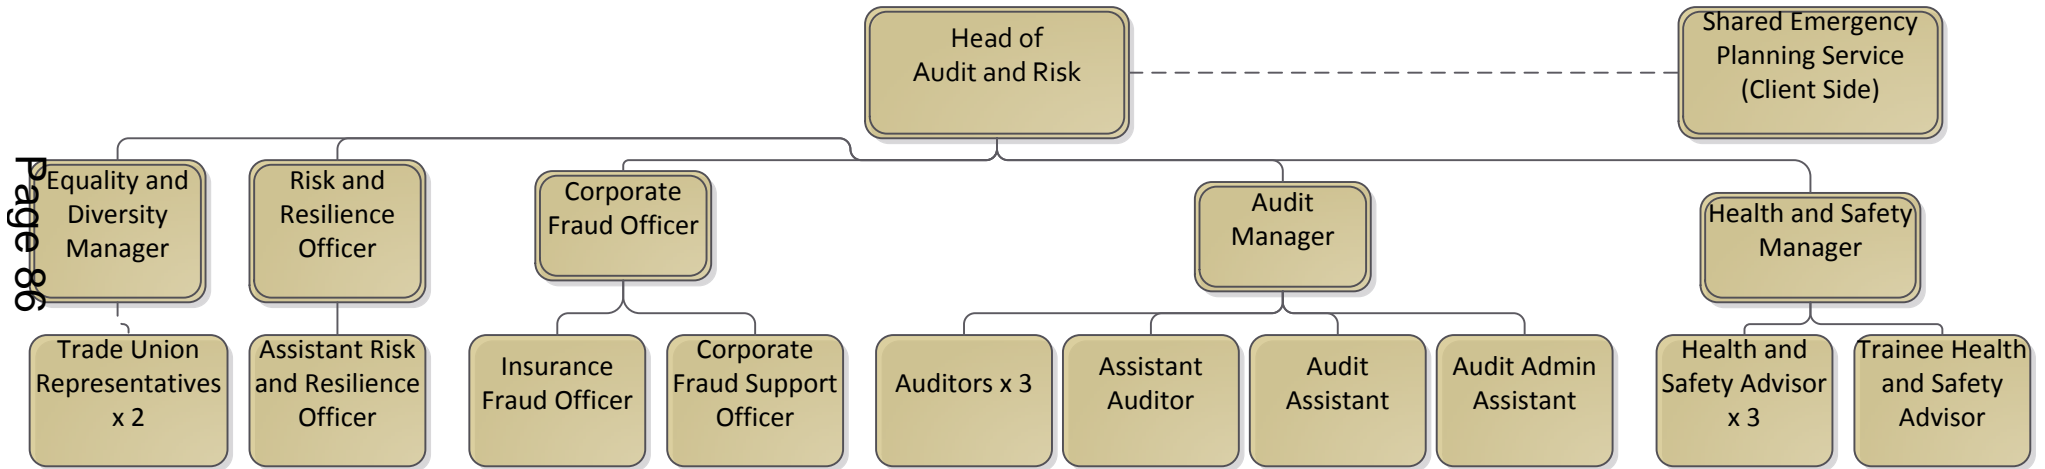 Head of
Audit and Risk
Shared Emergency
Planning Service
(Client Side)
Page 86
Equality and
Diversity
Manager
Risk and
Resilience
Officer
Corporate
Fraud Officer
Audit
Manager
Health and Safety
Manager
Trade Union
Representatives
x 2
Assistant Risk
and Resilience
Officer
Insurance
Fraud Officer
Corporate
Fraud Support
Officer
Auditors x 3
Assistant
Auditor
Audit
Assistant
Audit Admin
Assistant
Health and
Safety Advisor
x 3
Trainee Health
and Safety
Advisor